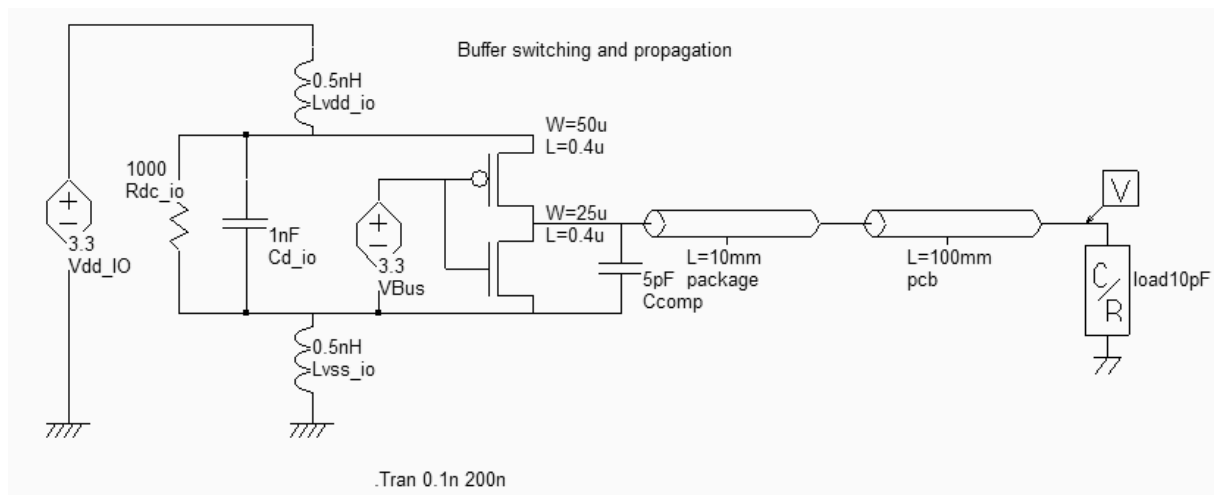 Buffer switching and propagation
0.5nH
Lvdd_io
W=50u
L=0.4u
1000
Rdc_io
+
-
3.3
Vdd_IO
1nF
Cd_io
+
-
3.3
VBus
W=25u
L=0.4u
5pF
Ccomp
L=10mm
package
L=100mm
pcb
V
C/R
load10pF
0.5nH
Lvss_io
.Tran 0.1n 200n